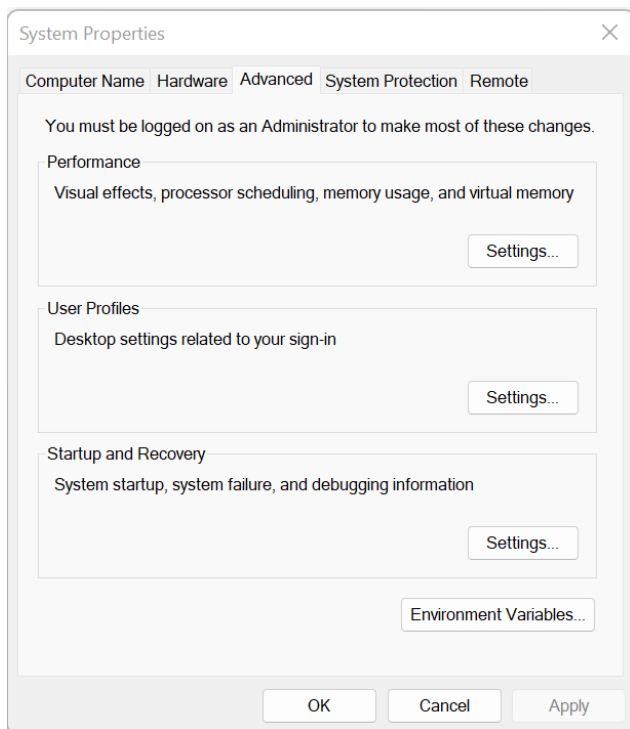 System Properties
Computer Name Hardware Advanced System Protection Remote
You must be logged on as an Administrator to make most of these changes.
Performance
Visual effects, processor scheduling, memory usage, and virtual memory
Settings...
User Profiles
Desktop settings related to your sign-in
Settings...
Startup and Recovery
System startup, system failure, and debugging information
Settings...
Environment Variables...
OK Cancel Apply